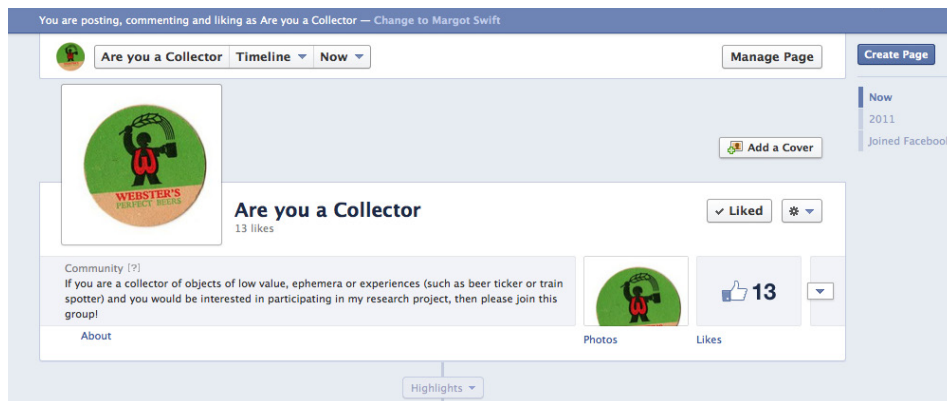 You are posting, commenting and liking as Are you a Collector — Change to Margot Swift
Are you a Collector Timeline Now Manage Page Create Page
Now
2011
Joined Facebook
Add a Cover
WEBSTER'S
PERFECT BEERS
Are you a Collector
13 likes
Liked
Community [?]
If you are a collector of objects of low value, ephemera or experiences (such as beer ticker or train
spotter) and you would be interested in participating in my research project, then please join this
group!
13
About
Photos Likes
Highlights